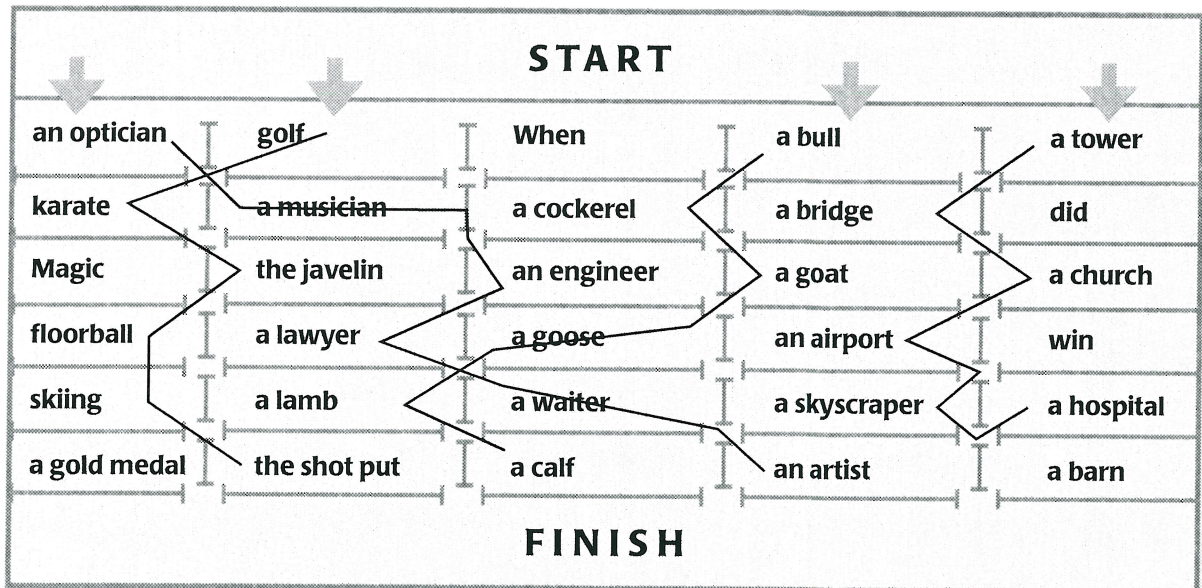 START
an optician golf When a bull a tower
karate a musician a cockerel a bridge did
Magic the javelin an engineer a goat a church
floorball a lawyer a goose an airport win
skiing a lamb a waiter a skyscraper a hospital
a gold medal the shot put a calf an artist a barn
FINISH